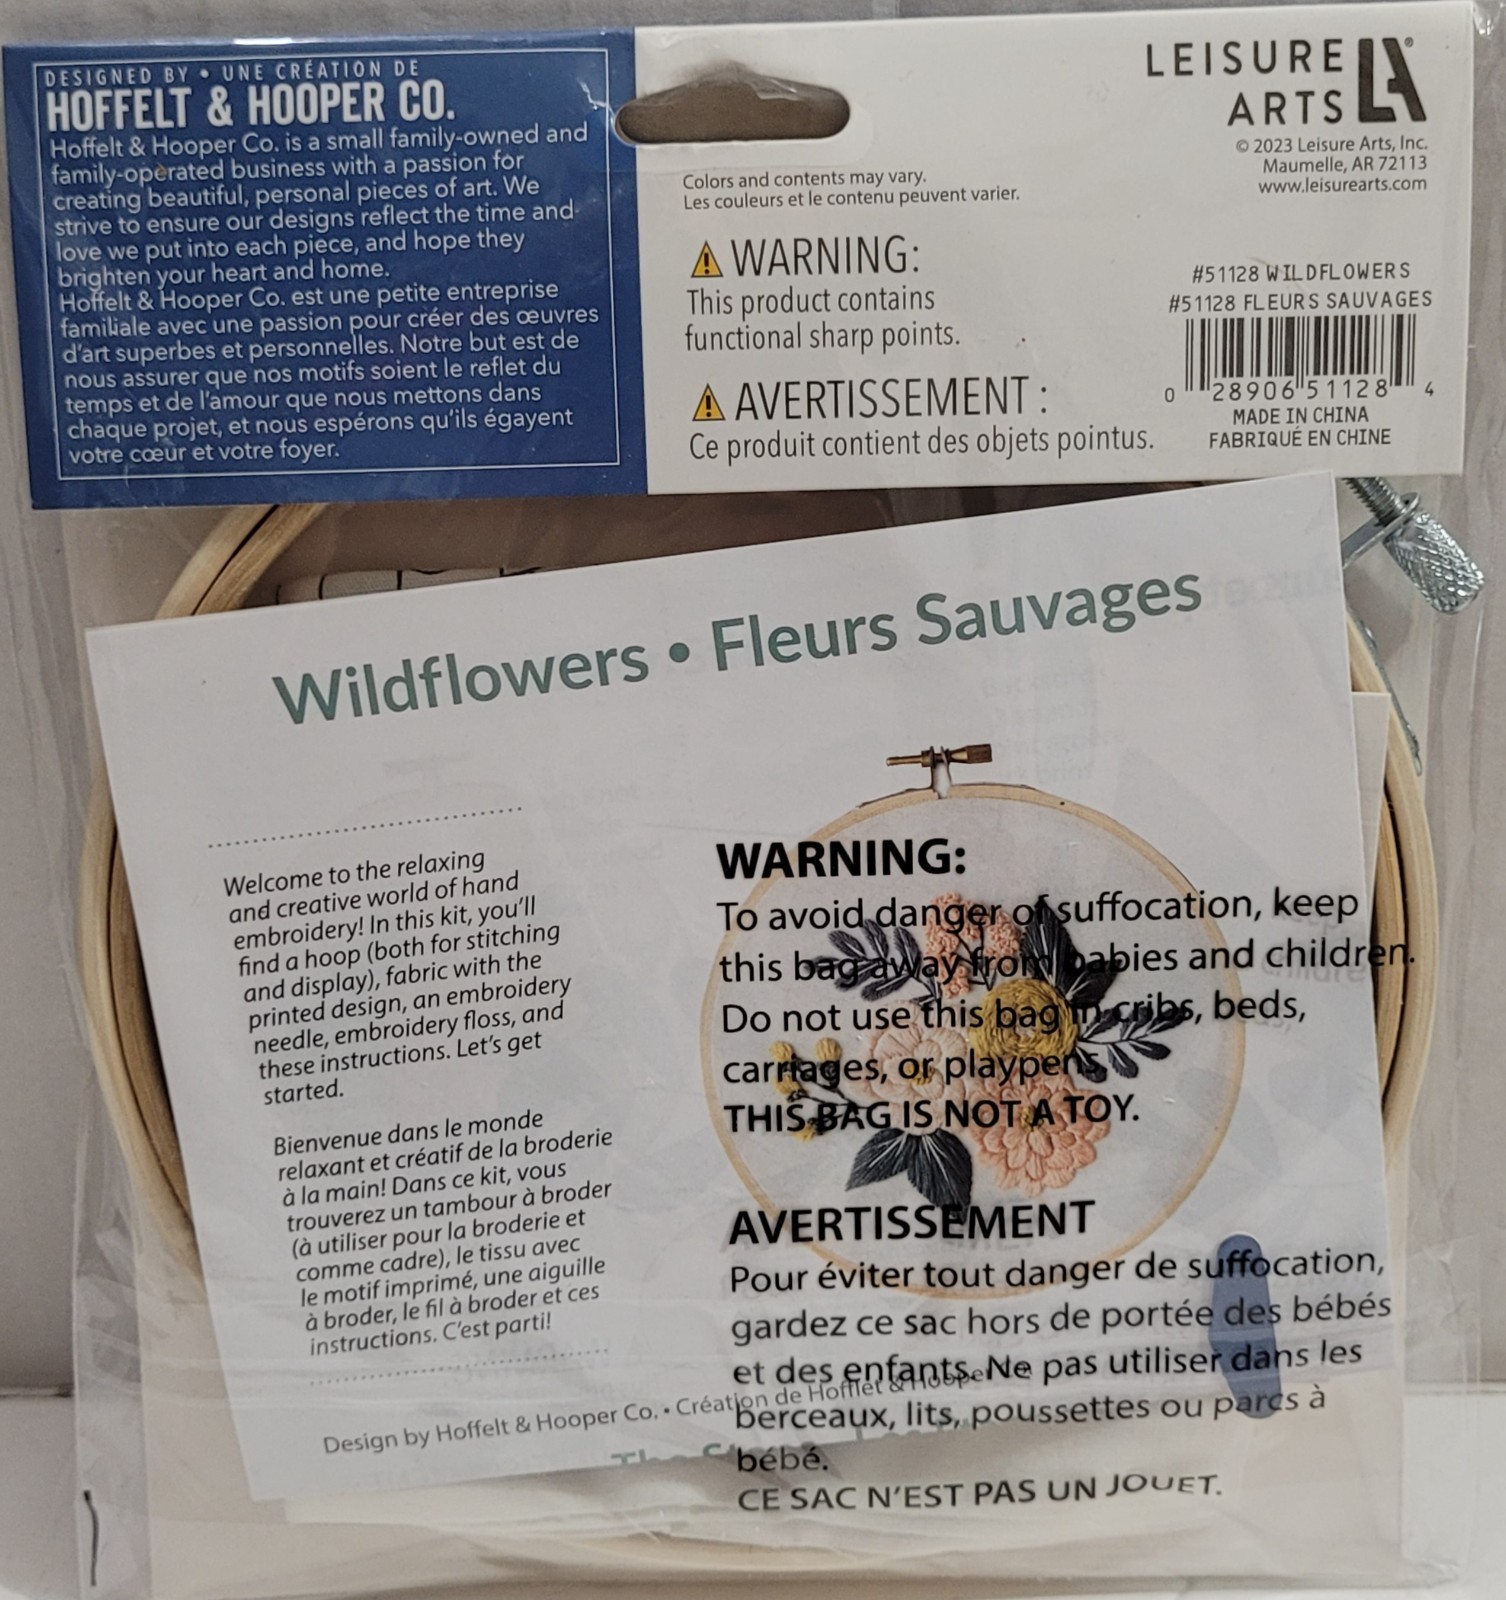 DESIGNED BY • UNE CRÉATION DE
HOFFELT & HOOPER CO.
Hoffelt & Hooper Co. is a small family-owned and
family-operated business with a passion for
creating beautiful, personal pieces of art. We
strive to ensure our designs reflect the time and
love we put into each piece, and hope they
brighten your heart and home.
Hoffelt & Hooper Co. est une petite entreprise
familiale avec une passion pour créer des œuvres
d'art superbes et personnelles. Notre but est de
nous assurer que nos motifs soient le reflet du
temps et de l'amour que nous mettons dans
chaque projet, et nous espérons qu'ils égayent
votre cœur et votre foyer.
Colors and contents may vary.
Les couleurs et le contenu peuvent varier.
⚠ WARNING:
This product contains
functional sharp points.
⚠ AVERTISSEMENT :
Ce produit contient des objets pointus.
LEISURE
ARTS
LA®
© 2023 Leisure Arts, Inc.
Maumelle, AR 72113
www.leisurearts.com
#51128 WILDFLOWERS
#51128 FLEURS SAUVAGES
0 28906 51128 4
MADE IN CHINA
FABRIQUÉ EN CHINE
Wildflowers • Fleurs Sauvages
Welcome to the relaxing
and creative world of hand
embroidery! In this kit, you'll
find a hoop (both for stitching
and display), fabric with the
printed design, an embroidery
needle, embroidery floss, and
these instructions. Let's get
started.
Bienvenue dans le monde
relaxant et créatif de la broderie
à la main! Dans ce kit, vous
trouverez un tambour à broder
(à utiliser pour la broderie et
comme cadre), le tissu avec
le motif imprimé, une aiguille
à broder, le fil à broder et ces
instructions. C'est parti!
Design by Hoffelt & Hooper Co. • Création de Hofflet & Hooper
WARNING:
To avoid danger of suffocation, keep
this bag away from babies and children.
Do not use this bag in cribs, beds,
carriages, or playpens.
THIS BAG IS NOT A TOY.
AVERTISSEMENT
Pour éviter tout danger de suffocation,
gardez ce sac hors de portée des bébés
et des enfants. Ne pas utiliser dans les
berceaux, lits, poussettes ou parcs à
bébé.
CE SAC N'EST PAS UN JOUET.